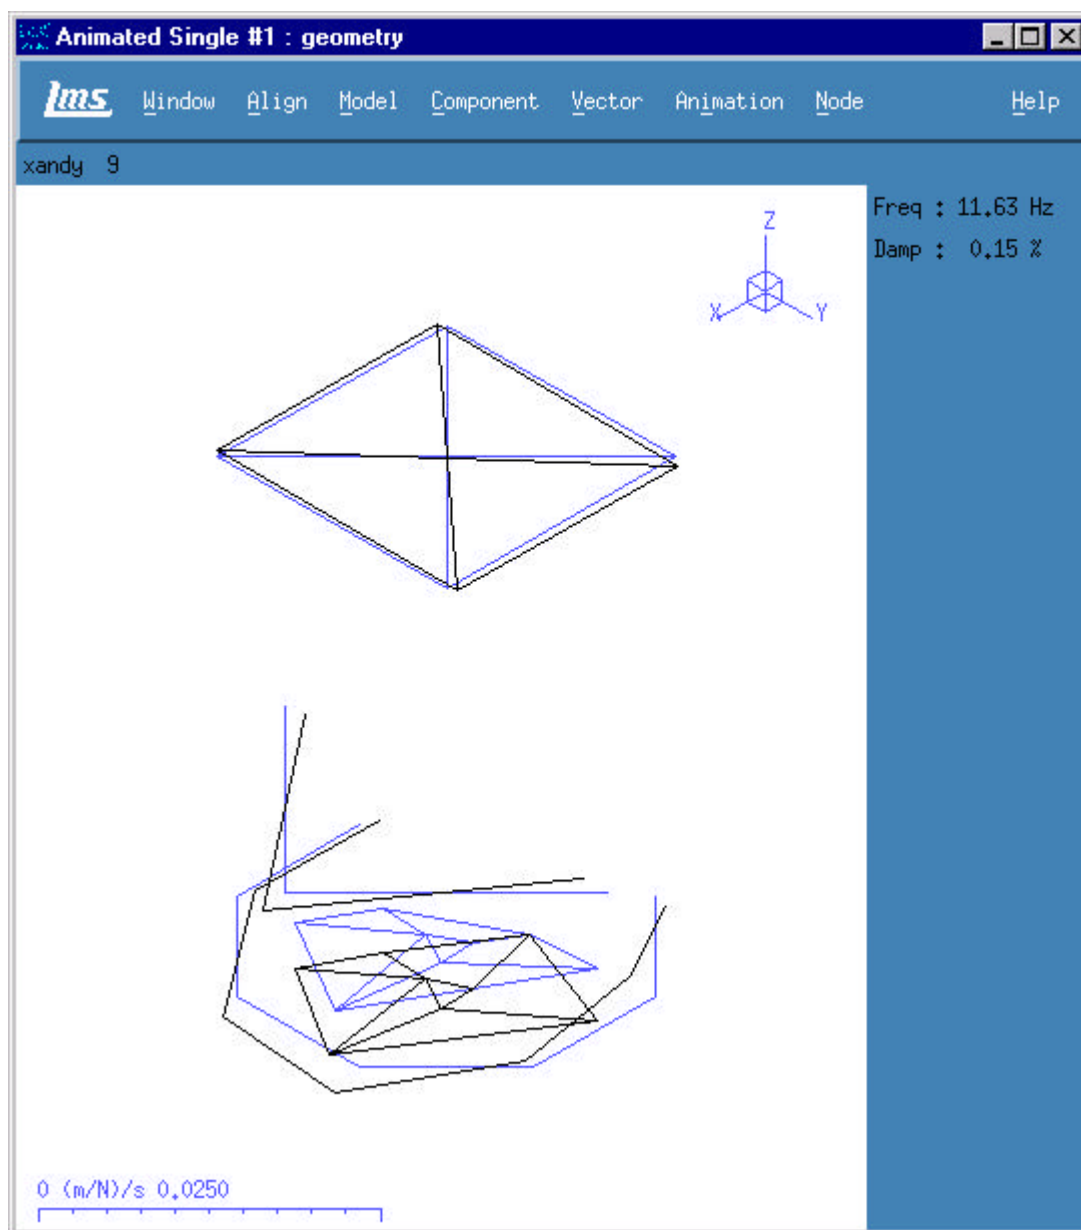 Animated Single #1 : geometry
lms Window Align Model Component Vector Animation Node Help
xandy 9
Freq : 11.63 Hz
Damp : 0.15 %
Z
X
Y
0 (m/N)/s 0.0250